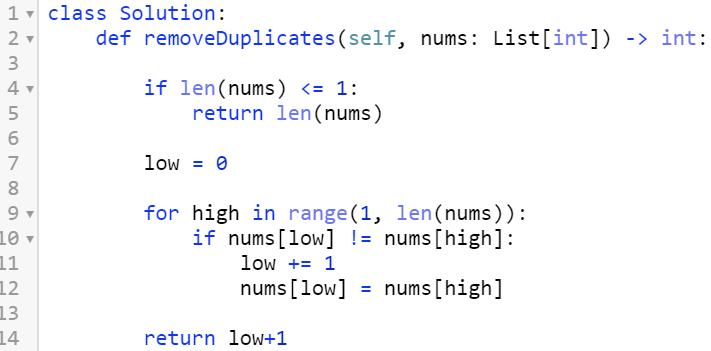 1 class Solution:
2     def removeDuplicates(self, nums: List[int]) -> int:
3
4         if len(nums) <= 1:
5             return len(nums)
6
7         low = 0
8
9         for high in range(1, len(nums)):
10             if nums[low] != nums[high]:
11                 low += 1
12                 nums[low] = nums[high]
13
14         return low+1